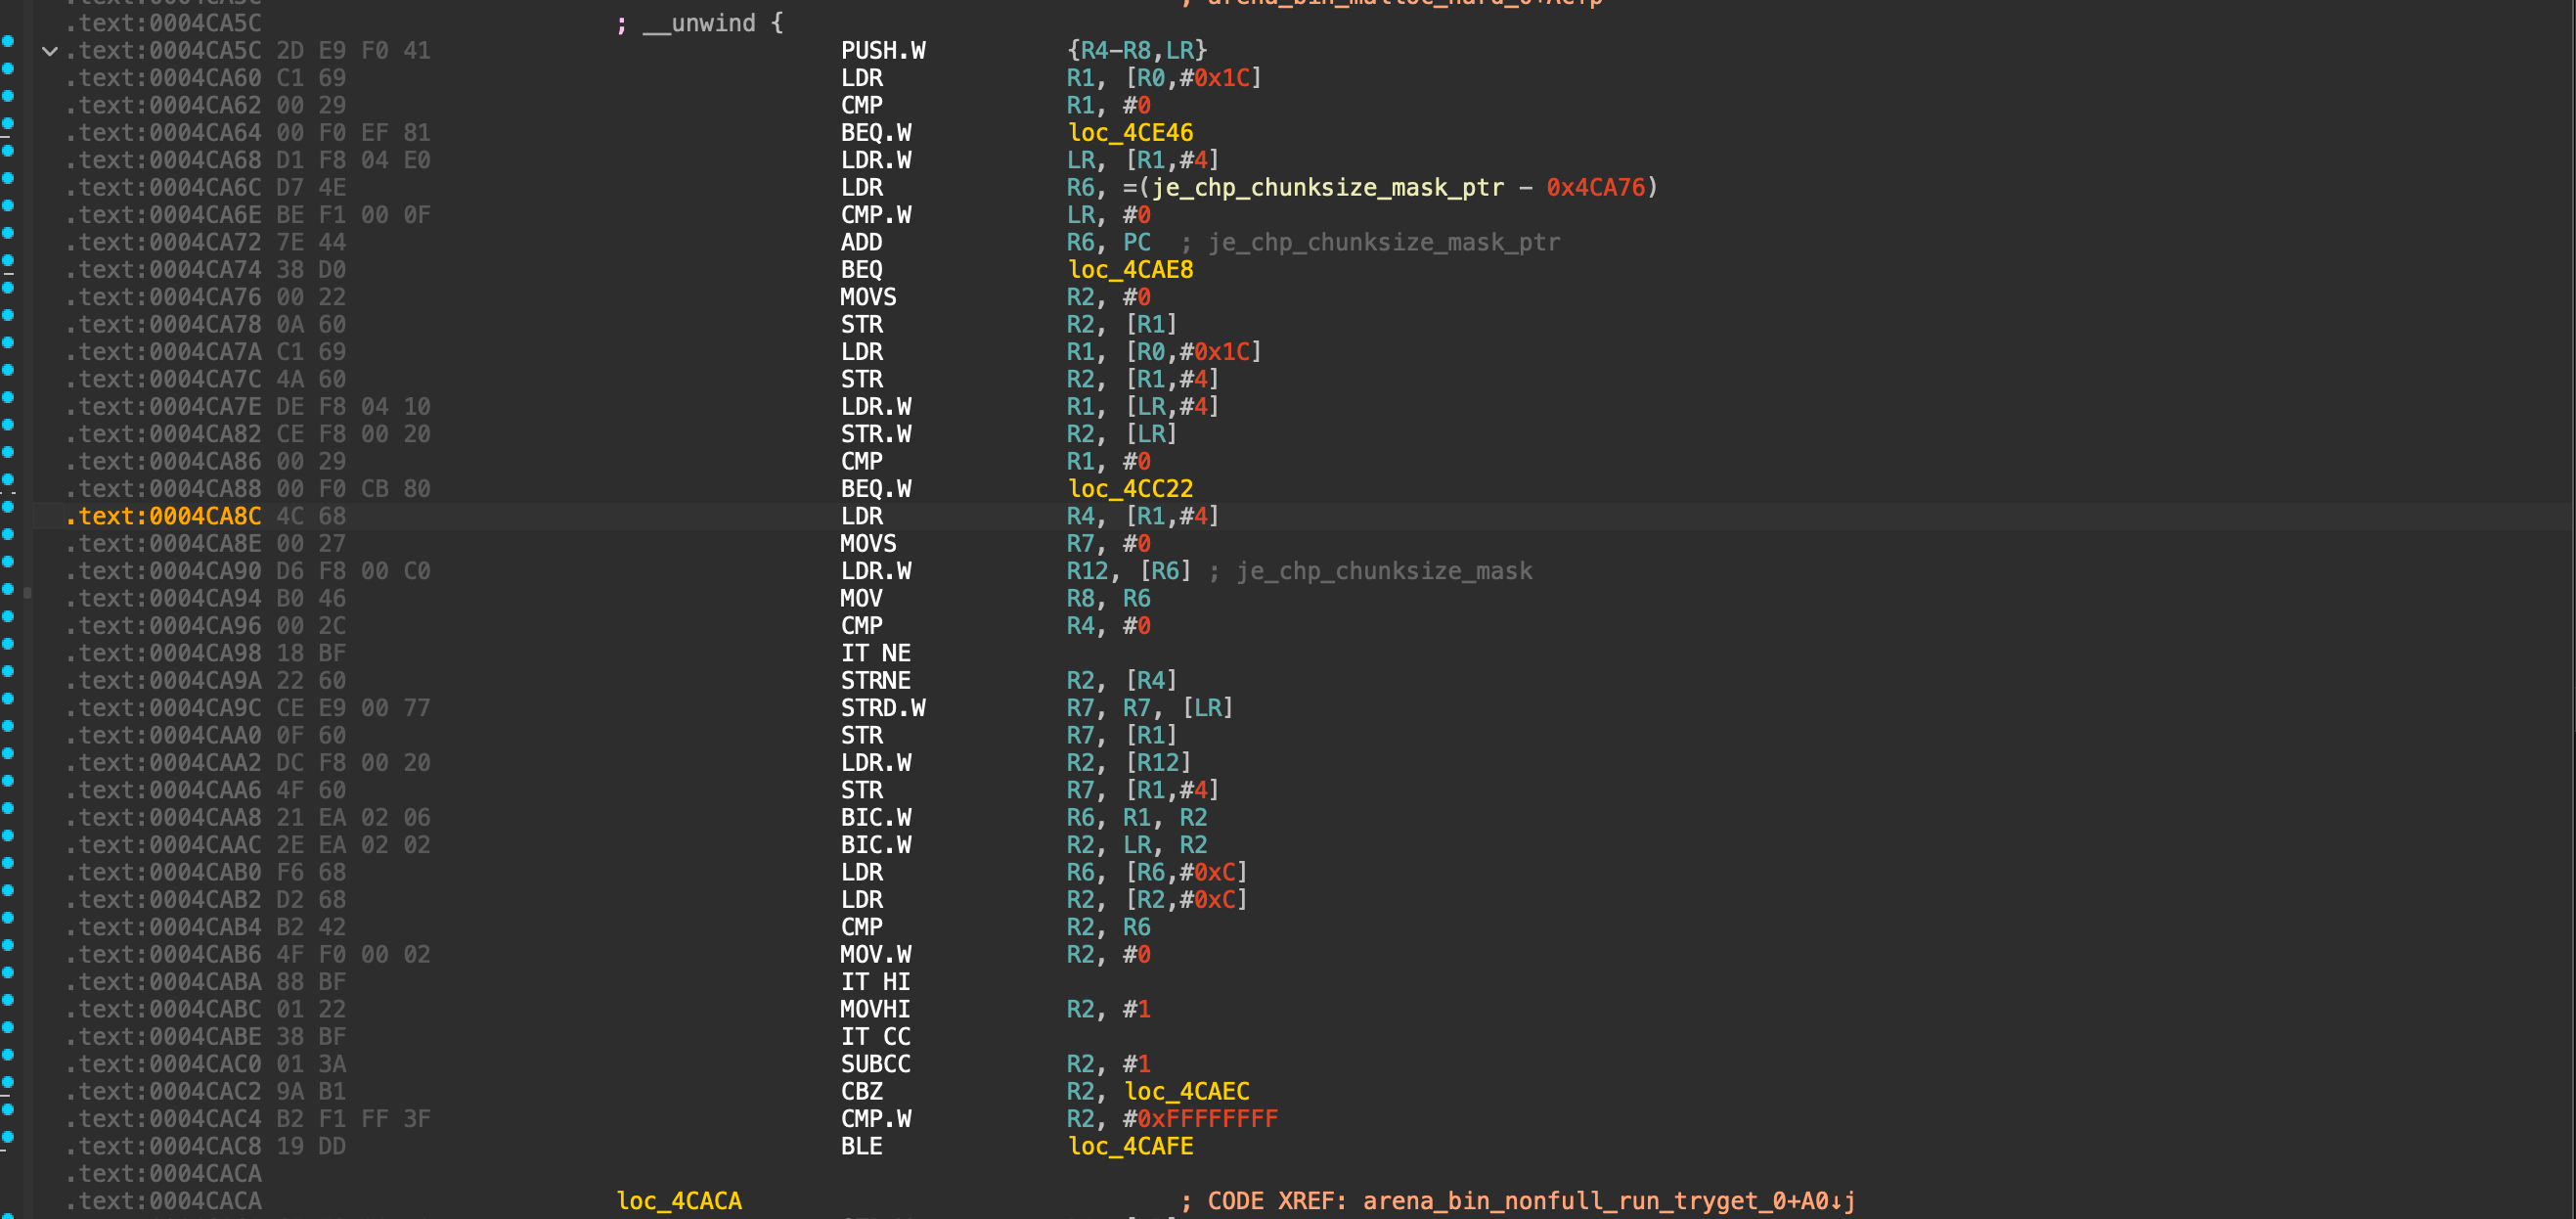 ; arena_bin_malloc_hard_0+AC↑p
.text:0004CA5C ; __unwind {
.text:0004CA5C 2D E9 F0 41 PUSH.W {R4-R8,LR}
.text:0004CA60 C1 69 LDR R1, [R0,#0x1C]
.text:0004CA62 00 29 CMP R1, #0
.text:0004CA64 00 F0 EF 81 BEQ.W loc_4CE46
.text:0004CA68 D1 F8 04 E0 LDR.W LR, [R1,#4]
.text:0004CA6C D7 4E LDR R6, =(je_chp_chunksize_mask_ptr - 0x4CA76)
.text:0004CA6E BE F1 00 0F CMP.W LR, #0
.text:0004CA72 7E 44 ADD R6, PC ; je_chp_chunksize_mask_ptr
.text:0004CA74 38 D0 BEQ loc_4CAE8
.text:0004CA76 00 22 MOVS R2, #0
.text:0004CA78 0A 60 STR R2, [R1]
.text:0004CA7A C1 69 LDR R1, [R0,#0x1C]
.text:0004CA7C 4A 60 STR R2, [R1,#4]
.text:0004CA7E DE F8 04 10 LDR.W R1, [LR,#4]
.text:0004CA82 CE F8 00 20 STR.W R2, [LR]
.text:0004CA86 00 29 CMP R1, #0
.text:0004CA88 00 F0 CB 80 BEQ.W loc_4CC22
.text:0004CA8C 4C 68 LDR R4, [R1,#4]
.text:0004CA8E 00 27 MOVS R7, #0
.text:0004CA90 D6 F8 00 C0 LDR.W R12, [R6] ; je_chp_chunksize_mask
.text:0004CA94 B0 46 MOV R8, R6
.text:0004CA96 00 2C CMP R4, #0
.text:0004CA98 18 BF IT NE
.text:0004CA9A 22 60 STRNE R2, [R4]
.text:0004CA9C CE E9 00 77 STRD.W R7, R7, [LR]
.text:0004CAA0 0F 60 STR R7, [R1]
.text:0004CAA2 DC F8 00 20 LDR.W R2, [R12]
.text:0004CAA6 4F 60 STR R7, [R1,#4]
.text:0004CAA8 21 EA 02 06 BIC.W R6, R1, R2
.text:0004CAAC 2E EA 02 02 BIC.W R2, LR, R2
.text:0004CAB0 F6 68 LDR R6, [R6,#0xC]
.text:0004CAB2 D2 68 LDR R2, [R2,#0xC]
.text:0004CAB4 B2 42 CMP R2, R6
.text:0004CAB6 4F F0 00 02 MOV.W R2, #0
.text:0004CABA 88 BF IT HI
.text:0004CABC 01 22 MOVHI R2, #1
.text:0004CABE 38 BF IT CC
.text:0004CAC0 01 3A SUBCC R2, #1
.text:0004CAC2 9A B1 CBZ R2, loc_4CAEC
.text:0004CAC4 B2 F1 FF 3F CMP.W R2, #0xFFFFFFFF
.text:0004CAC8 19 DD BLE loc_4CAFE
.text:0004CACA
.text:0004CACA loc_4CACA ; CODE XREF: arena_bin_nonfull_run_tryget_0+A0↓j